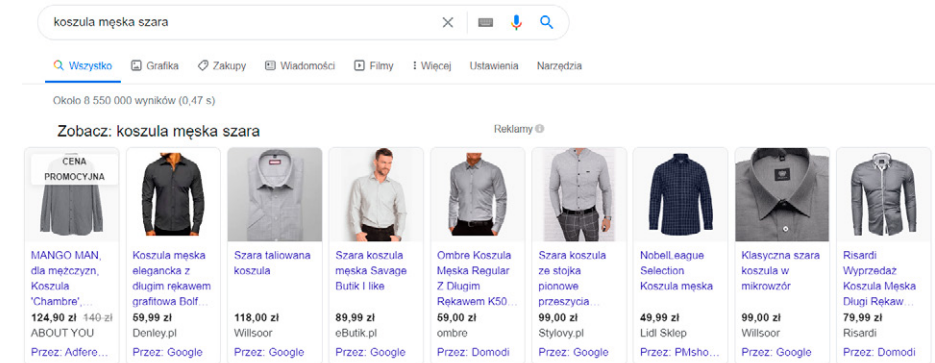 koszula męska szara
Wszystko Grafika Zakupy Wiadomości Filmy Więcej Ustawienia Narzędzia
Około 8 550 000 wyników (0,47 s)
Zobacz: koszula męska szara
Reklamy
CENA
PROMOCYJNA
MANGO MAN,
dla mężczyzn,
Koszula
'Chambre',...
124,90 zł 140 zł
ABOUT YOU
Przez: Adfere...
Koszula męska
elegancka z
długim rękawem
grafitowa Bolf...
59,99 zł
Denley.pl
Przez: Google
Szara taliowana
koszula
118,00 zł
Willsoor
Przez: Google
Szara koszula
męska Savage
Butik I like
89,99 zł
eButik.pl
Przez: Google
Ombre Koszula
Męska Regular
Z Długim
Rękawem K50...
59,00 zł
ombre
Przez: Domodi
Szara koszula
ze stojka
pionowe
przeszycia...
99,00 zł
Stylovy.pl
Przez: Google
NobelLeague
Selection
Koszula męska
49,99 zł
Lidl Sklep
Przez: PMsho...
Klasyczna szara
koszula w
mikrowzór
99,00 zł
Willsoor
Przez: Google
Risardi
Wyprzedaż
Koszula Męska
Długi Rękaw...
79,99 zł
Risardi
Przez: Domodi